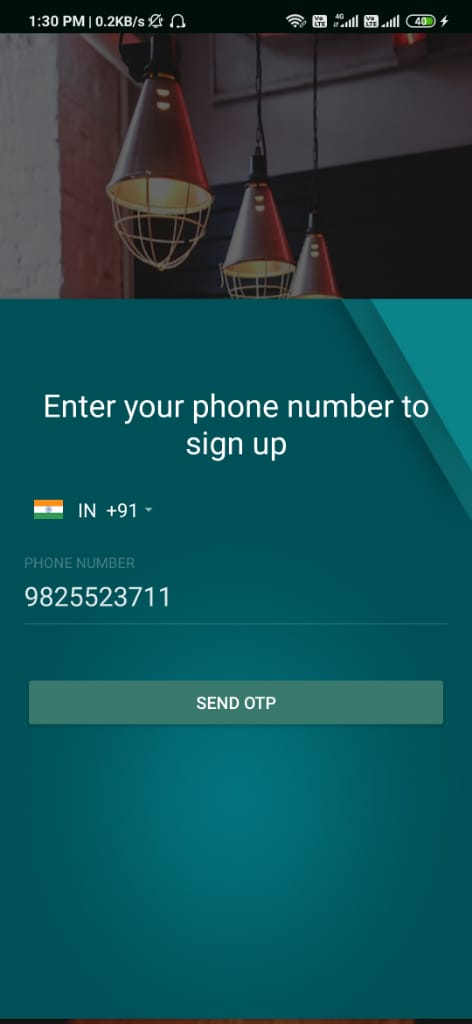 1:30 PM | 0.2KB/s
Vo LTE 4G Vo LTE 40
Enter your phone number to
sign up
IN +91
PHONE NUMBER
9825523711
SEND OTP